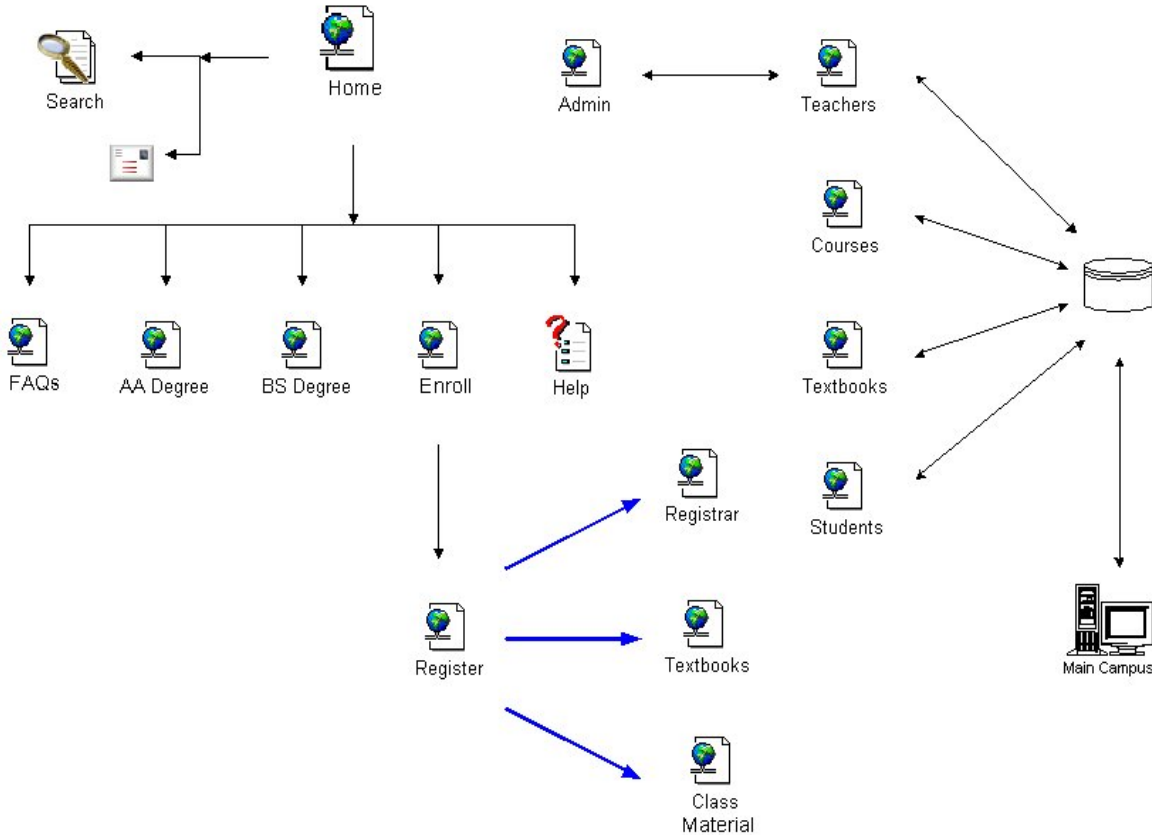 Home
Search
Admin
Teachers
Courses
FAQs
AA Degree
BS Degree
Enroll
Help
Textbooks
Registrar
Students
Register
Textbooks
Main Campus
Class
Material